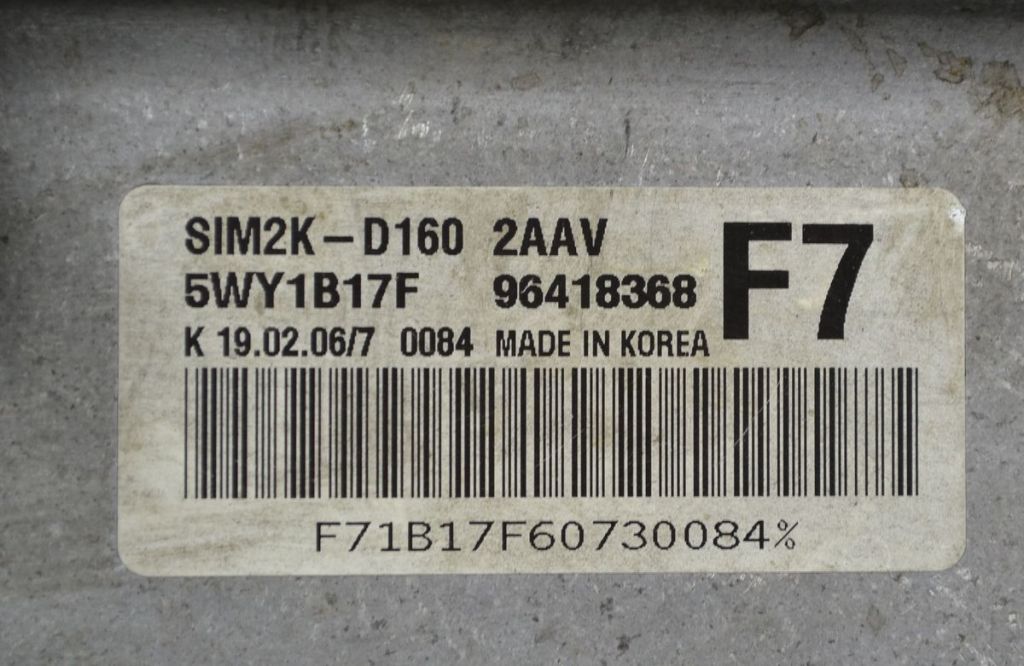 SIM2K-D160 2AAV F7
5WY1B17F 96418368
K 19.02.06/7 0084 MADE IN KOREA
F71B17F60730084%